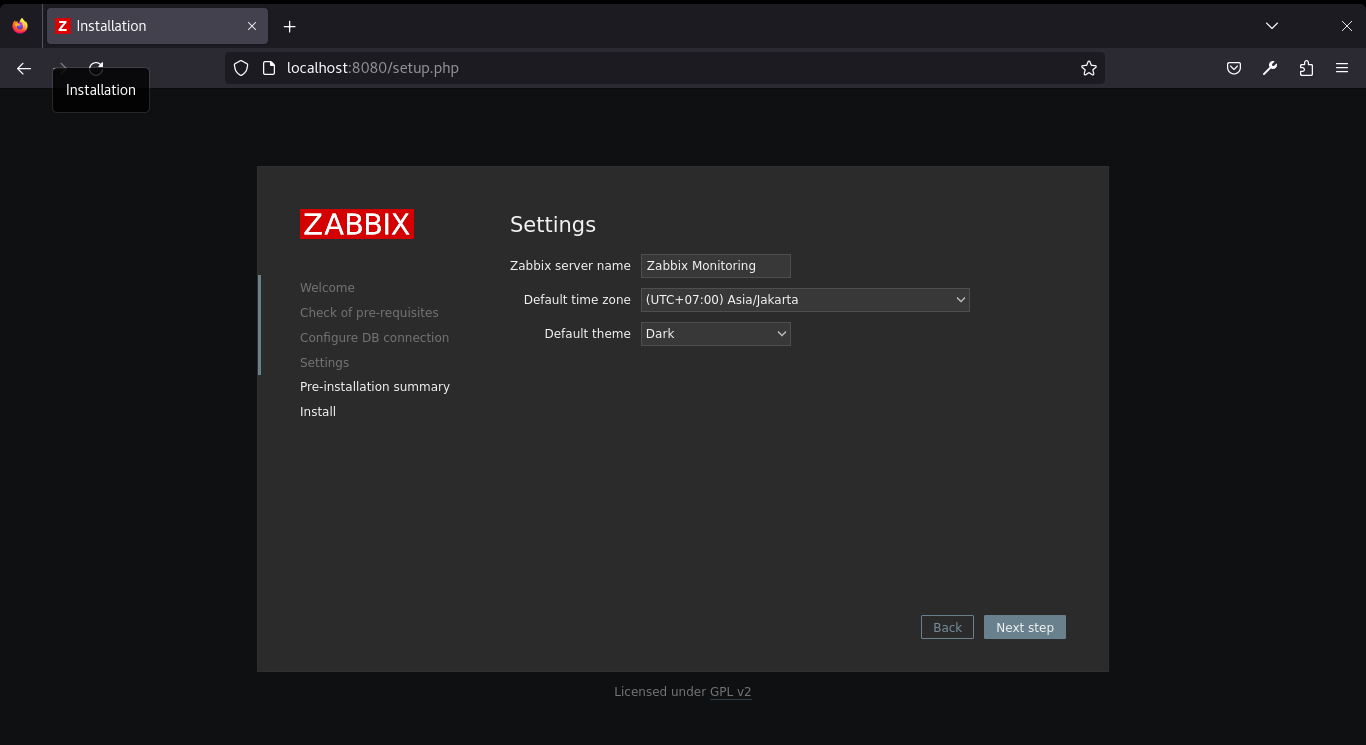 Z Installation
localhost:8080/setup.php
Installation
ZABBIX
Welcome
Check of pre-requisites
Configure DB connection
Settings
Pre-installation summary
Install
Settings
Zabbix server name Zabbix Monitoring
Default time zone (UTC+07:00) Asia/Jakarta
Default theme Dark
Back Next step
Licensed under GPL v2